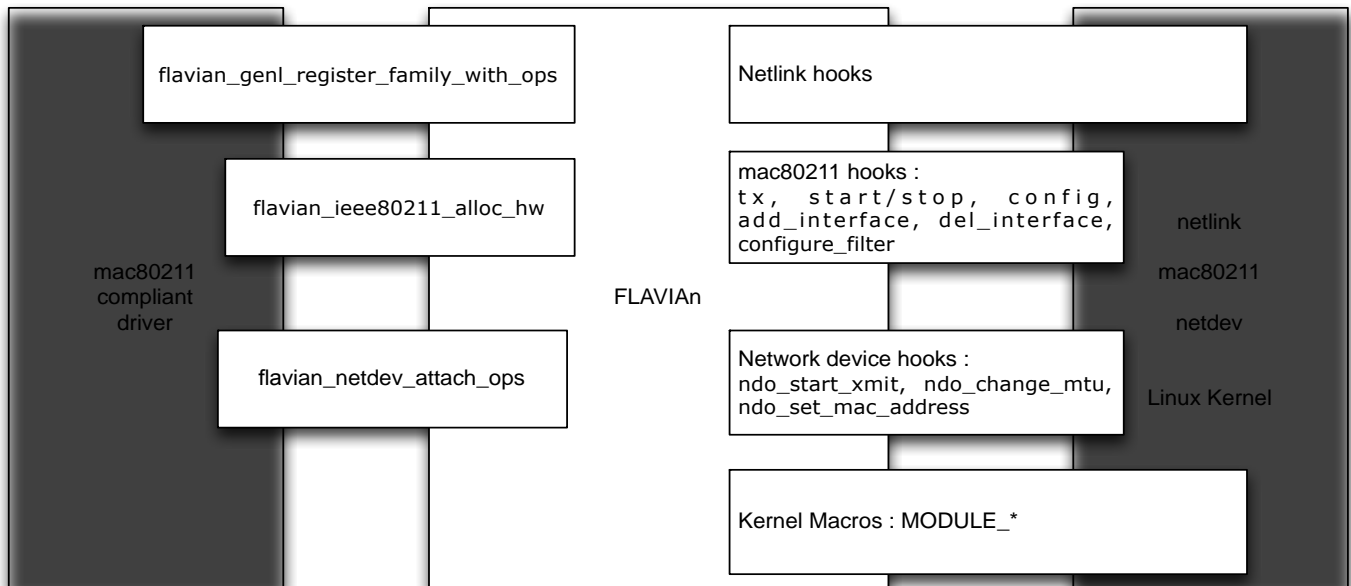 flavian_genl_register_family_with_ops
Netlink hooks
flavian_ieee80211_alloc_hw
mac80211 hooks :
tx, start/stop, config,
add_interface, del_interface,
configure_filter
netlink
mac80211
compliant
driver
FLAVIAn
mac80211
netdev
flavian_netdev_attach_ops
Network device hooks :
ndo_start_xmit, ndo_change_mtu,
ndo_set_mac_address
Linux Kernel
Kernel Macros : MODULE_*